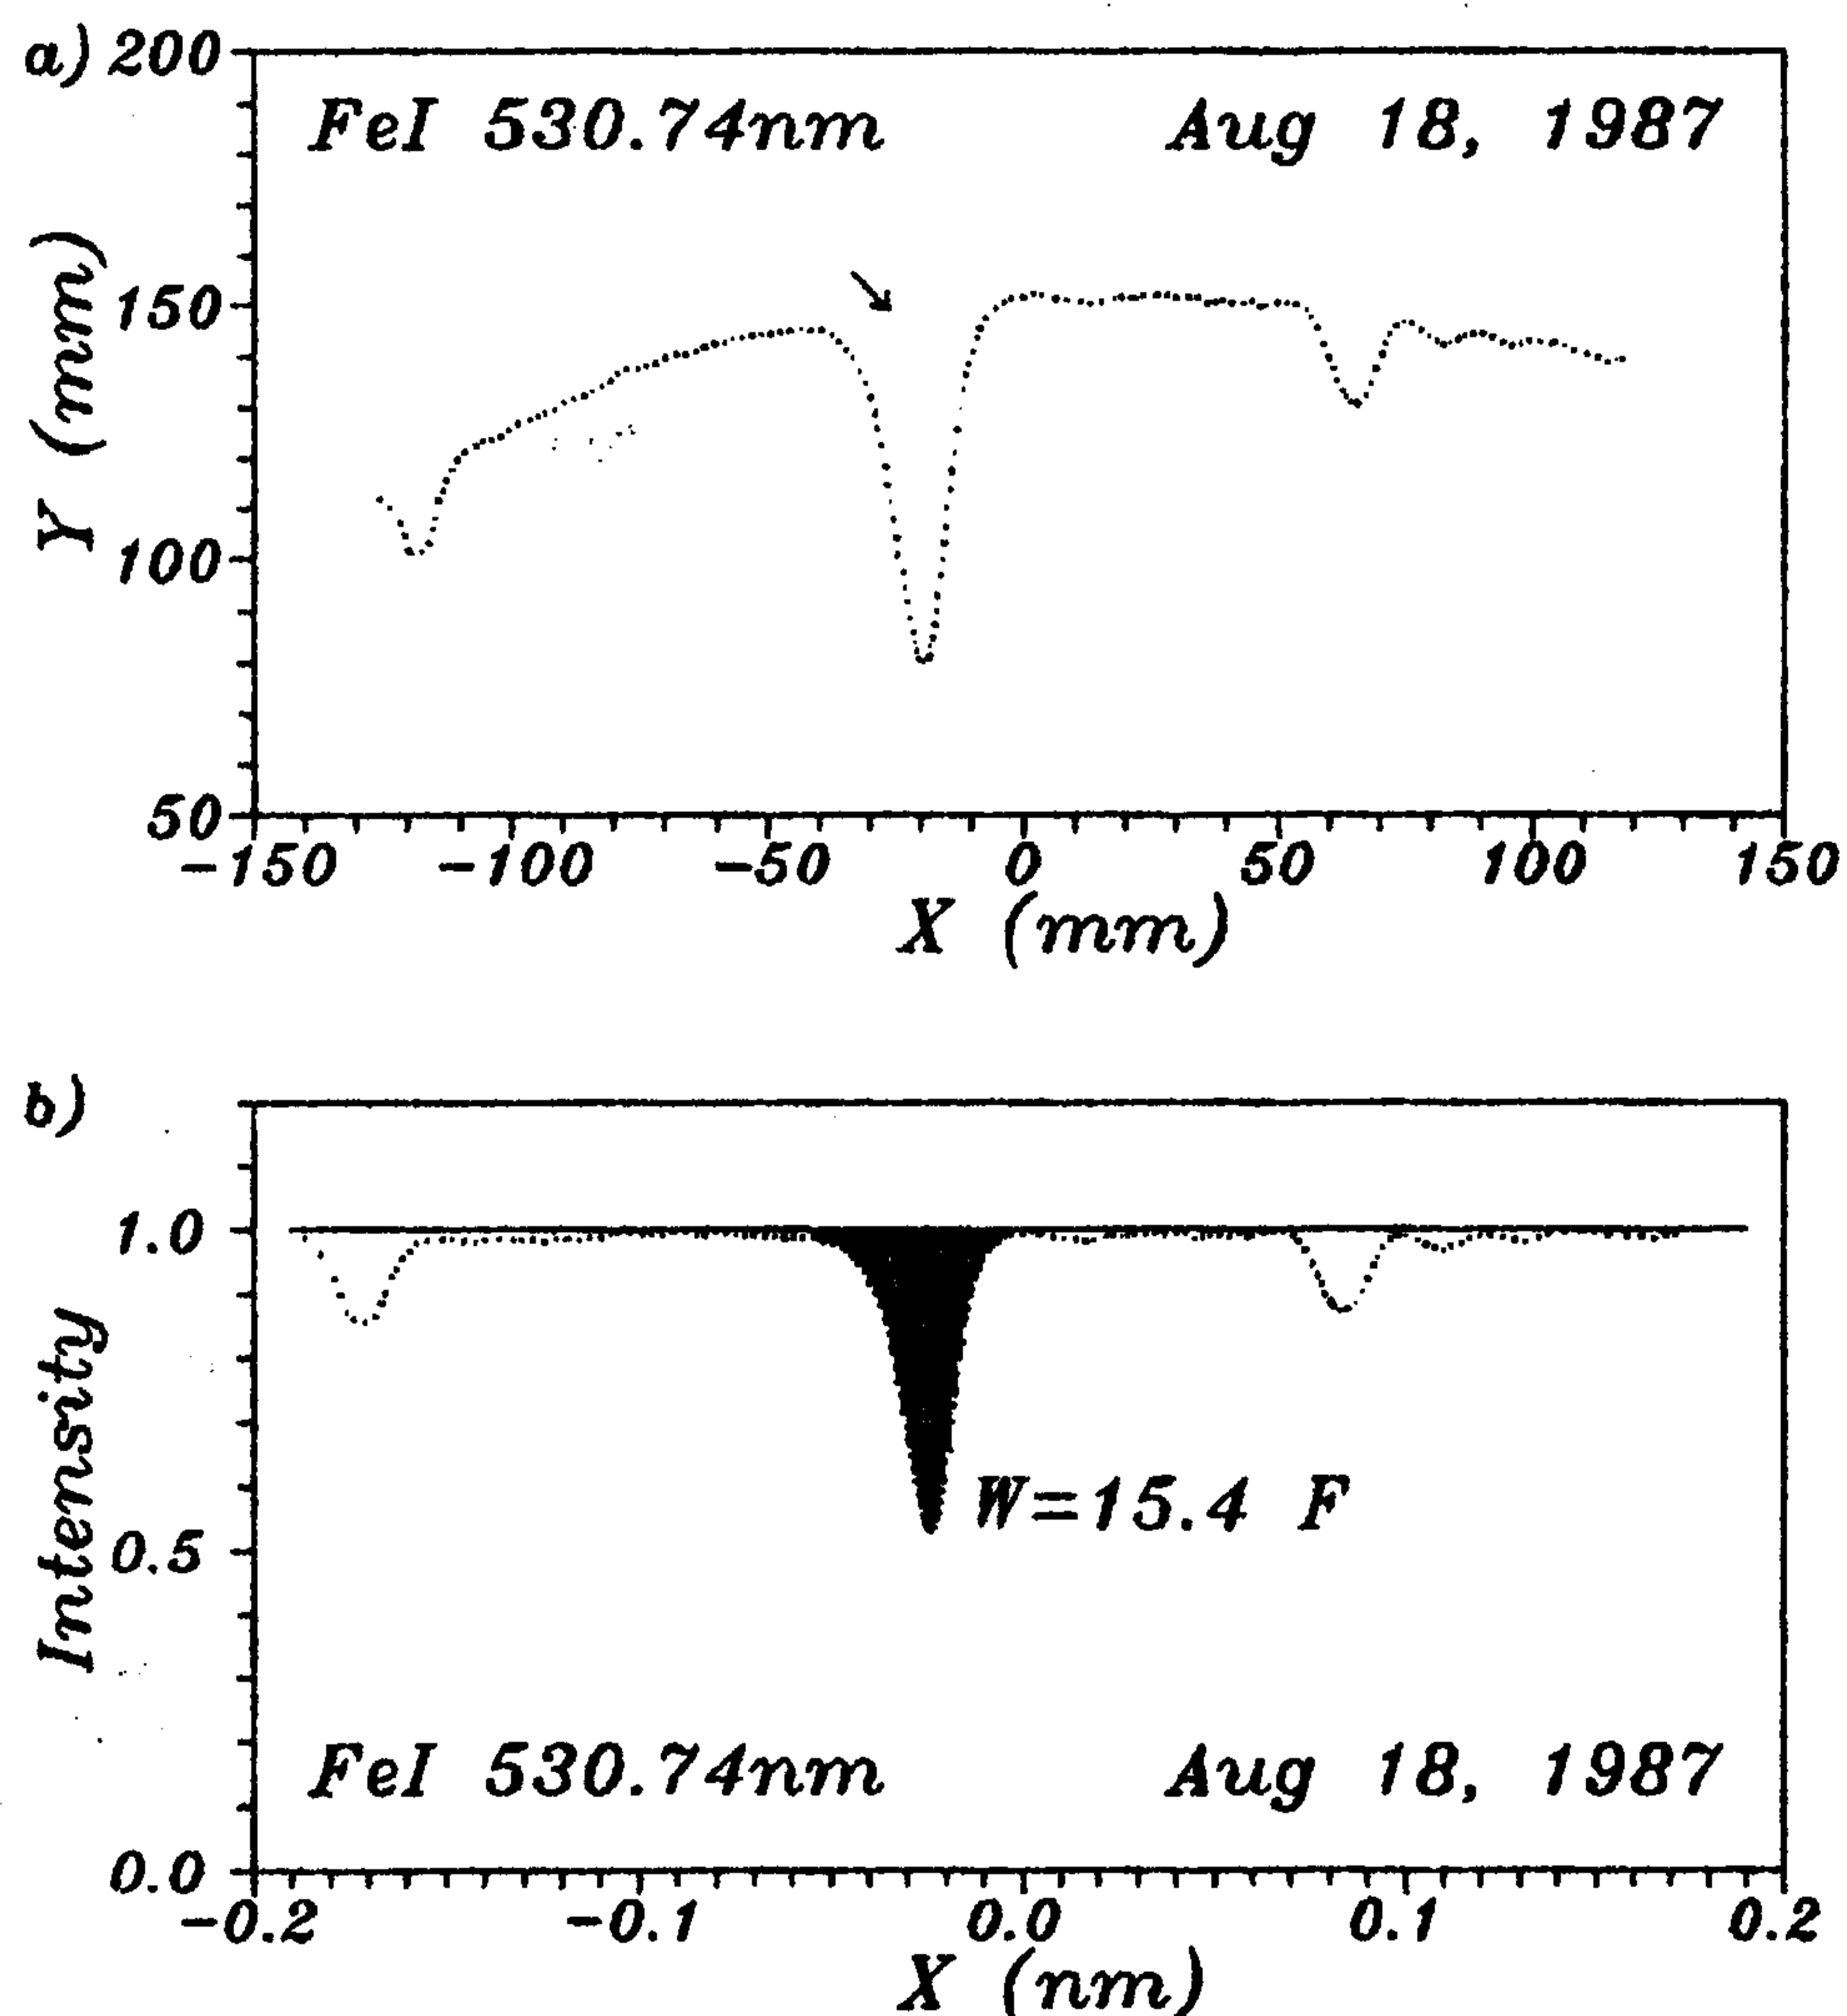 a) 200
FeI 530.74nm Aug 18, 1987
150
Y (mm)
100
50
-150 -100 -50 0 50 100 150
X (mm)
b)
1.0
Intensity
W=15.4 F
0.5
FeI 530.74nm Aug 18, 1987
0.0
-0.2 -0.1 0.0 0.1 0.2
X (nm)